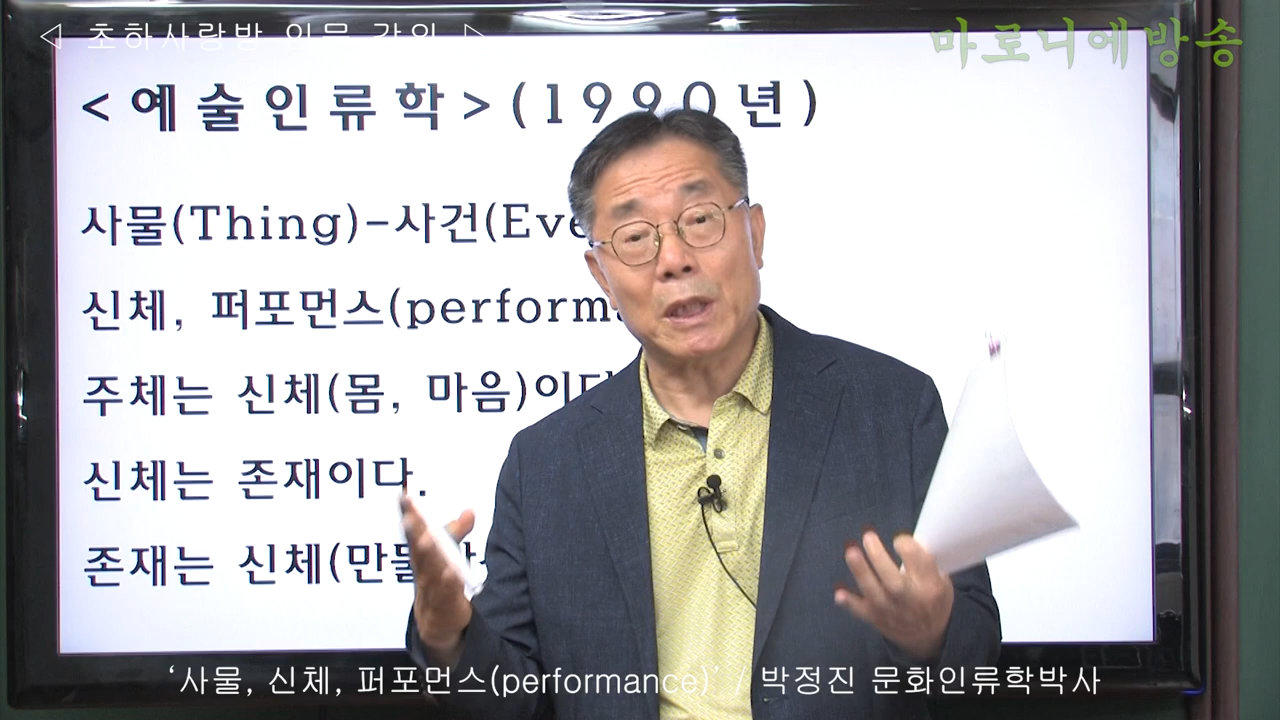 ◁ 초하사랑방 인문 강의 ▷
마로니에방송
<예술인류학>(1990년)
사물(Thing)-사건(Eve
신체, 퍼포먼스(perform
주체는 신체(몸, 마음)이다
신체는 존재이다.
존재는 신체(만물
‘사물, 신체, 퍼포먼스(performance)’ / 박정진 문화인류학박사